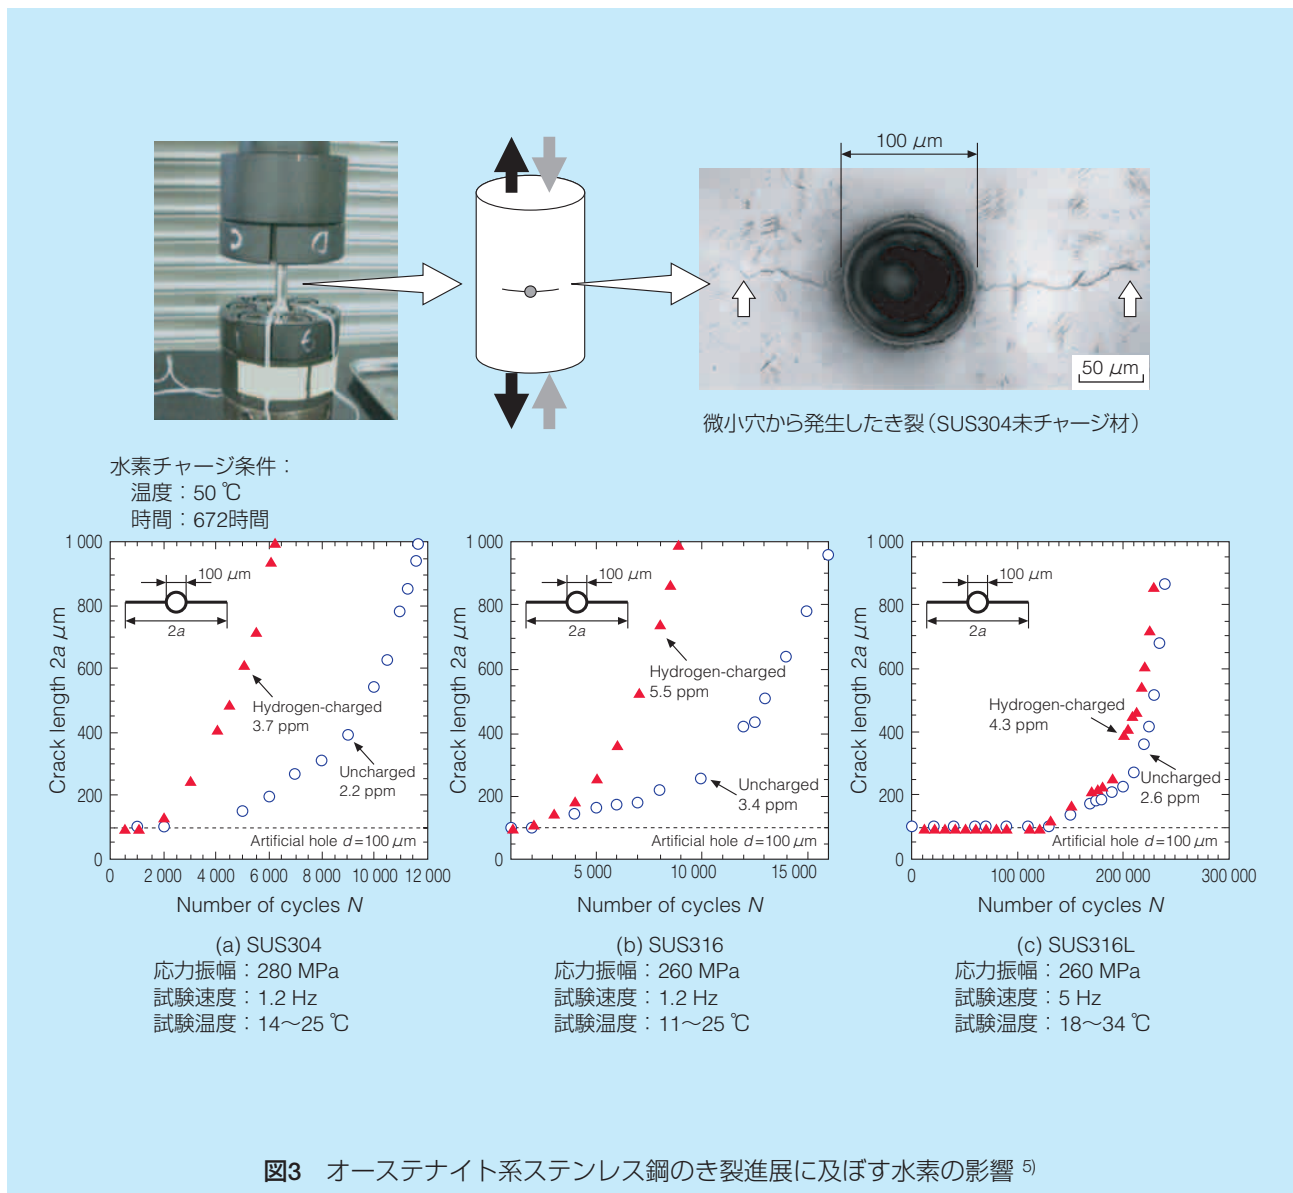 100 μm
50 μm
微小穴から発生したき裂（SUS304未チャージ材）
水素チャージ条件：
温度：50 ℃
時間：672時間
Crack length 2a μm
1 000
800
600
400
200
0
100 μm
2a
Hydrogen-charged
3.7 ppm
Uncharged
2.2 ppm
Artificial hole d=100 μm
0 2 000 4 000 6 000 8 000 10 000 12 000
Number of cycles N
(a) SUS304
応力振幅：280 MPa
試験速度：1.2 Hz
試験温度：14～25 ℃
Crack length 2a μm
1 000
800
600
400
200
0
100 μm
2a
Hydrogen-charged
5.5 ppm
Uncharged
3.4 ppm
Artificial hole d=100 μm
5 000 10 000 15 000
Number of cycles N
(b) SUS316
応力振幅：260 MPa
試験速度：1.2 Hz
試験温度：11～25 ℃
Crack length 2a μm
1 000
800
600
400
200
0
100 μm
2a
Hydrogen-charged
4.3 ppm
Uncharged
2.6 ppm
Artificial hole d=100 μm
0 100 000 200 000 300 000
Number of cycles N
(c) SUS316L
応力振幅：260 MPa
試験速度：5 Hz
試験温度：18～34 ℃
図3 オーステナイト系ステンレス鋼のき裂進展に及ぼす水素の影響 5)